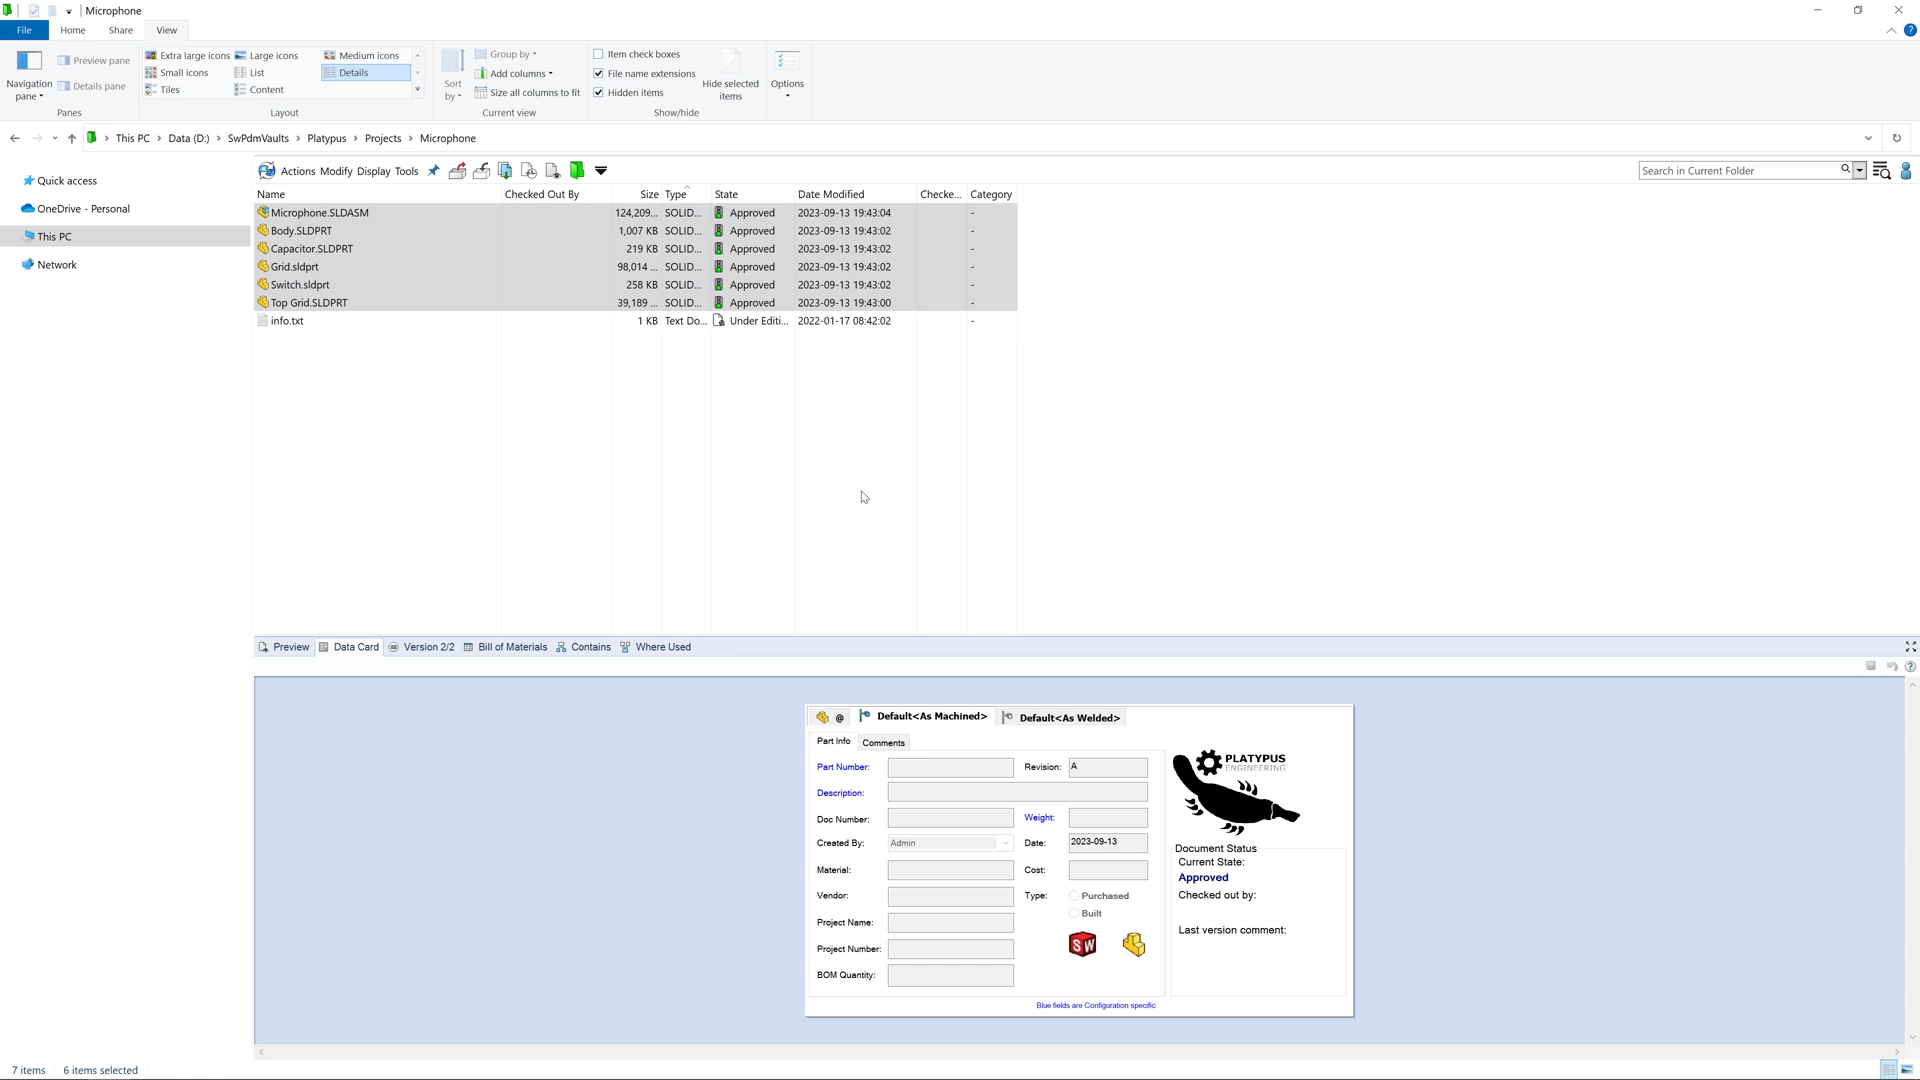 Microphone
File Home Share View
Navigation pane
Preview pane
Details pane
Panes
Extra large icons Large icons Medium icons
Small icons List Details
Tiles Content
Layout
Sort by
Group by
Add columns
Size all columns to fit
Current view
Item check boxes
File name extensions
Hidden items
Hide selected items
Show/hide
Options
This PC > Data (D:) > SwPdmVaults > Platypus > Projects > Microphone
Quick access
OneDrive - Personal
This PC
Network
Actions Modify Display Tools
Search in Current Folder
Name Checked Out By Size Type State Date Modified Checke... Category
Microphone.SLDASM 124,209... SOLID... Approved 2023-09-13 19:43:04 -
Body.SLDPRT 1,007 KB SOLID... Approved 2023-09-13 19:43:02 -
Capacitor.SLDPRT 219 KB SOLID... Approved 2023-09-13 19:43:02 -
Grid.sldprt 98,014 ... SOLID... Approved 2023-09-13 19:43:02 -
Switch.sldprt 258 KB SOLID... Approved 2023-09-13 19:43:02 -
Top Grid.SLDPRT 39,189 ... SOLID... Approved 2023-09-13 19:43:00 -
info.txt 1 KB Text Do... Under Editi... 2022-01-17 08:42:02 -
Preview Data Card Version 2/2 Bill of Materials Contains Where Used
@ Default<As Machined> Default<As Welded>
Part Info Comments
Part Number: Revision: A
Description:
Doc Number: Weight:
Created By: Admin Date: 2023-09-13
Material: Cost:
Vendor: Type: Purchased
Built
Project Name:
Project Number:
BOM Quantity:
SW
Blue fields are Configuration specific
PLATYPUS
ENGINEERING
Document Status
Current State:
Approved
Checked out by:
Last version comment:
7 items 6 items selected